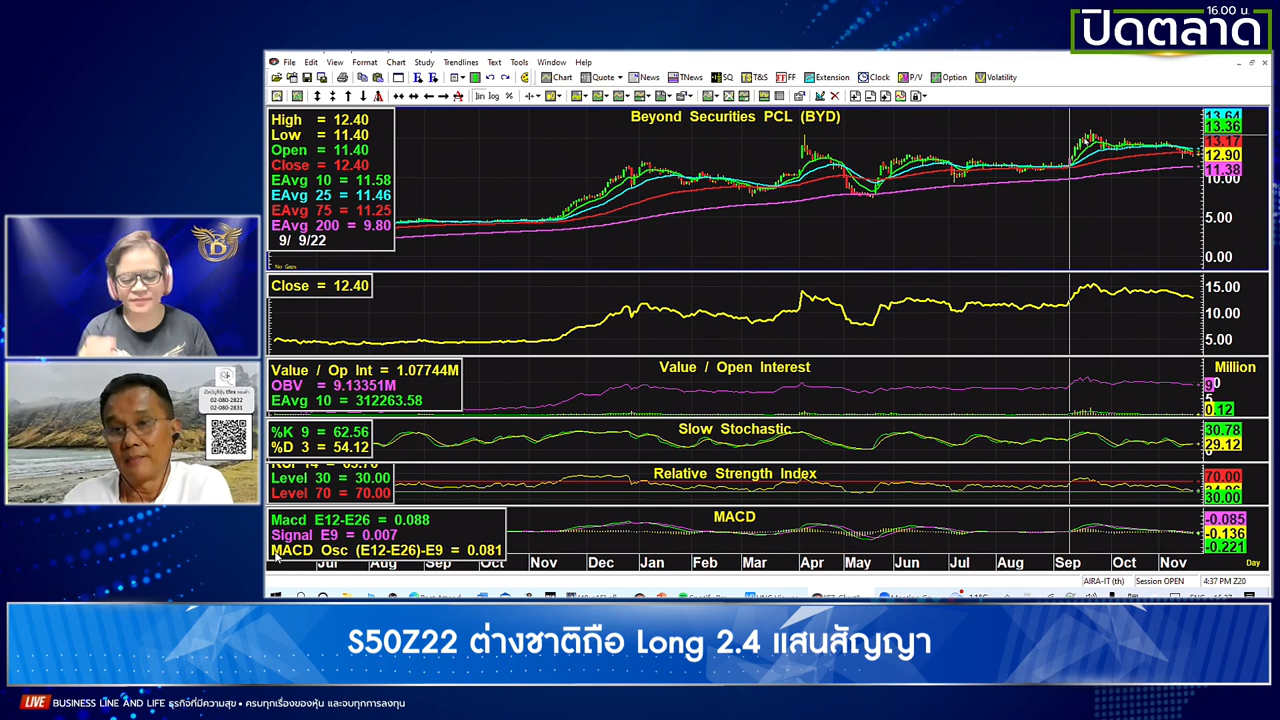 16.00 น.
ปิดตลาด
File Edit View Format Chart Study Trendlines Text Tools Window Help
Chart Quote News TNews SQ T&S FF Extension Clock P/V Option Volatility
lin log %
Beyond Securities PCL (BYD)
High = 12.40
Low = 11.40
Open = 11.40
Close = 12.40
EAvg 10 = 11.58
EAvg 25 = 11.46
EAvg 75 = 11.25
EAvg 200 = 9.80
9/ 9/22
No Gaps
13.64
13.36
13.17
12.90
11.38
10.00
5.00
0.00
Close = 12.40
15.00
10.00
5.00
Value / Open Interest
Million
Value / Op Int = 1.07744M
OBV = 9.13351M
EAvg 10 = 312263.58
0.12
Slow Stochastic
%K 9 = 62.56
%D 3 = 54.12
30.78
29.12
Relative Strength Index
Level 30 = 30.00
Level 70 = 70.00
70.00
30.00
MACD
Macd E12-E26 = 0.088
Signal E9 = 0.007
MACD Osc (E12-E26)-E9 = 0.081
-0.085
-0.136
-0.221
Jul Aug Sep Oct Nov Dec Jan Feb Mar Apr May Jun Jul Aug Sep Oct Nov Day
AIRA-IT (th) Session OPEN 4:37 PM Z20
02-080-2822
02-080-2831
S50Z22 ต่างชาติถือ Long 2.4 แสนสัญญา
LIVE BUSINESS LINE AND LIFE ธุรกิจที่มีความสุข • ครบทุกเรื่องของหุ้น และจบทุกการลงทุน